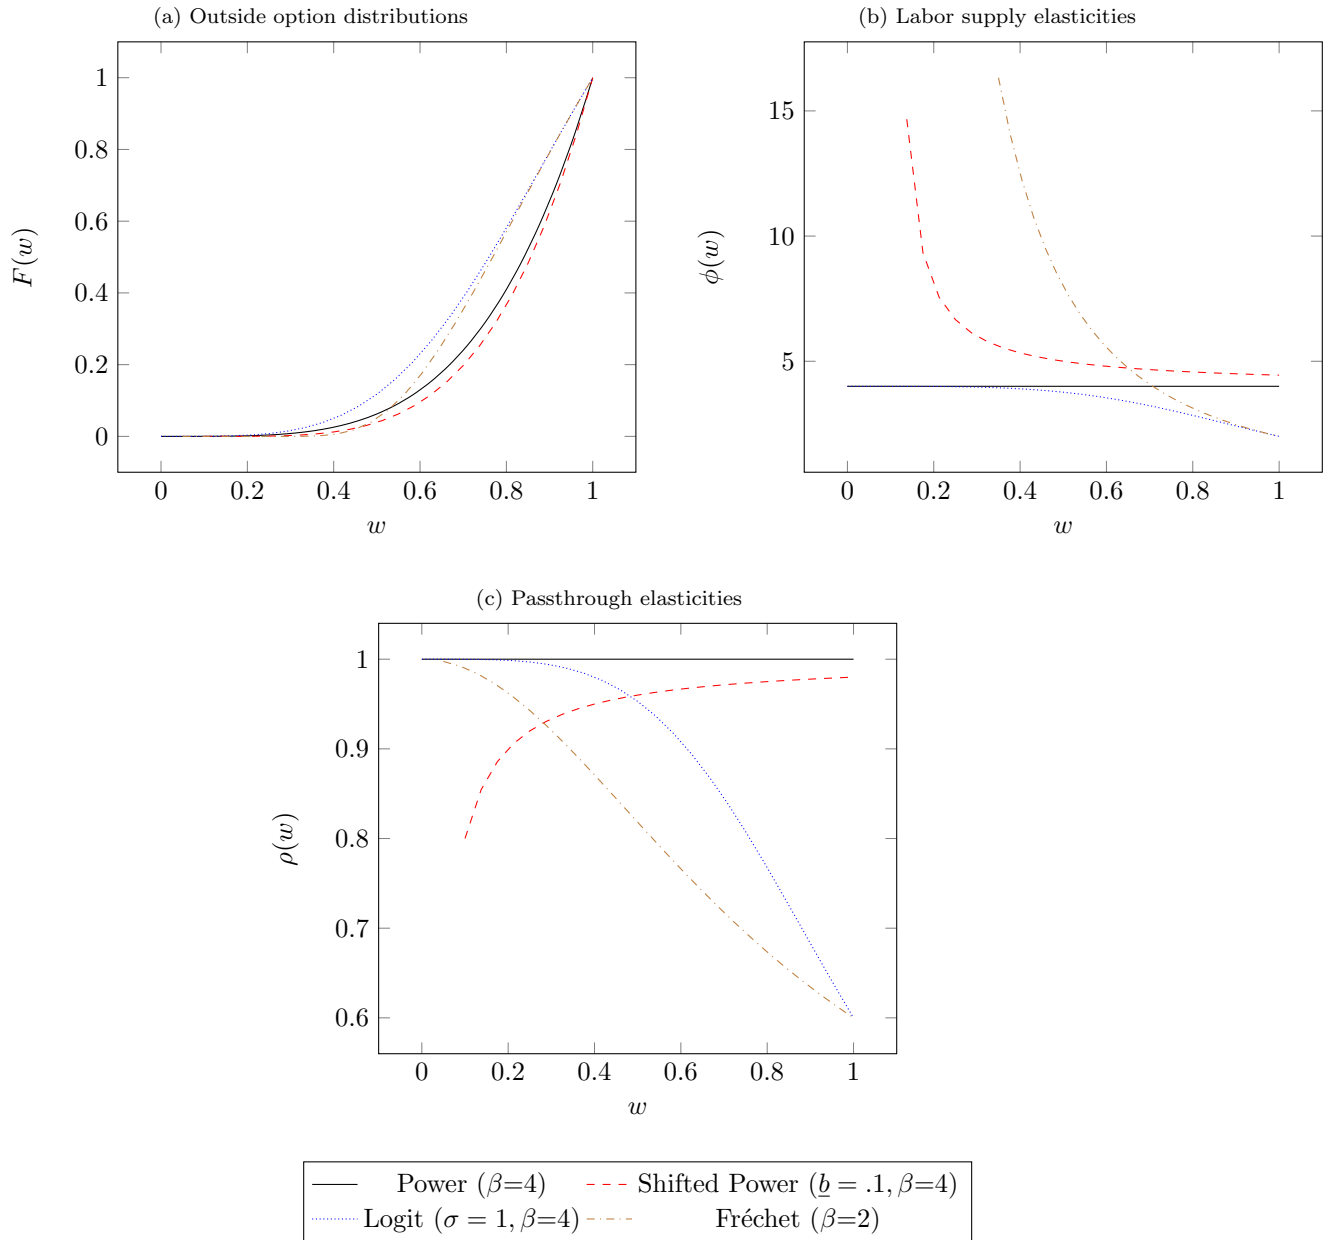 (a) Outside option distributions
F(w)
1
0.8
0.6
0.4
0.2
0
0 0.2 0.4 0.6 0.8 1
w
(b) Labor supply elasticities
ϕ(w)
15
10
5
0 0.2 0.4 0.6 0.8 1
w
(c) Passthrough elasticities
ρ(w)
1
0.9
0.8
0.7
0.6
0 0.2 0.4 0.6 0.8 1
w
Power (β=4) Shifted Power (b̲ = .1, β=4)
Logit (σ = 1, β=4) Fréchet (β=2)